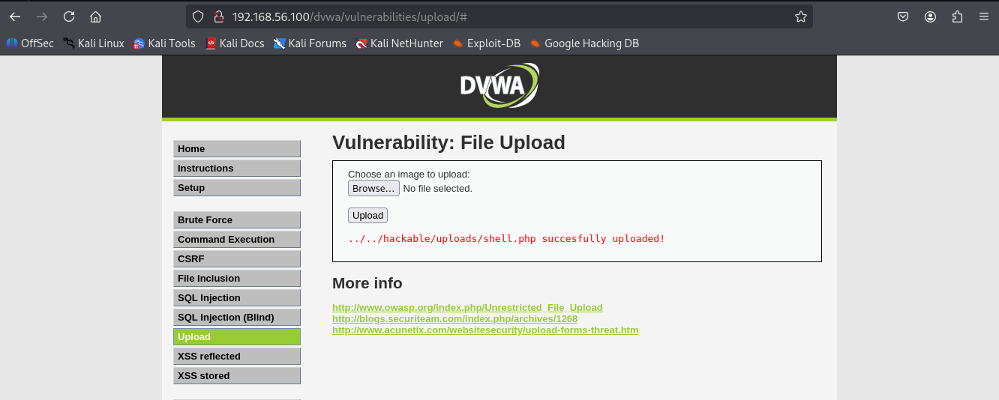 192.168.56.100/dvwa/vulnerabilities/upload/#
OffSec Kali Linux Kali Tools Kali Docs Kali Forums Kali NetHunter Exploit-DB Google Hacking DB
DVWA
Home
Instructions
Setup
Brute Force
Command Execution
CSRF
File Inclusion
SQL Injection
SQL Injection (Blind)
Upload
XSS reflected
XSS stored
Vulnerability: File Upload
Choose an image to upload:
Browse... No file selected.
Upload
../../hackable/uploads/shell.php succesfully uploaded!
More info
http://www.owasp.org/index.php/Unrestricted_File_Upload
http://blogs.securiteam.com/index.php/archives/1268
http://www.acunetix.com/websitesecurity/upload-forms-threat.htm